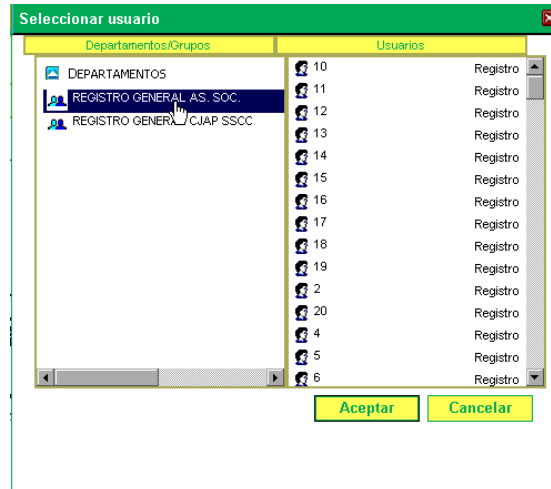 Seleccionar usuario
Departamentos/Grupos
Usuarios
DEPARTAMENTOS
REGISTRO GENERAL AS. SOC.
REGISTRO GENERAL CJAP SSCC
10 Registro
11 Registro
12 Registro
13 Registro
14 Registro
15 Registro
16 Registro
17 Registro
18 Registro
19 Registro
2 Registro
20 Registro
4 Registro
5 Registro
6 Registro
Aceptar
Cancelar